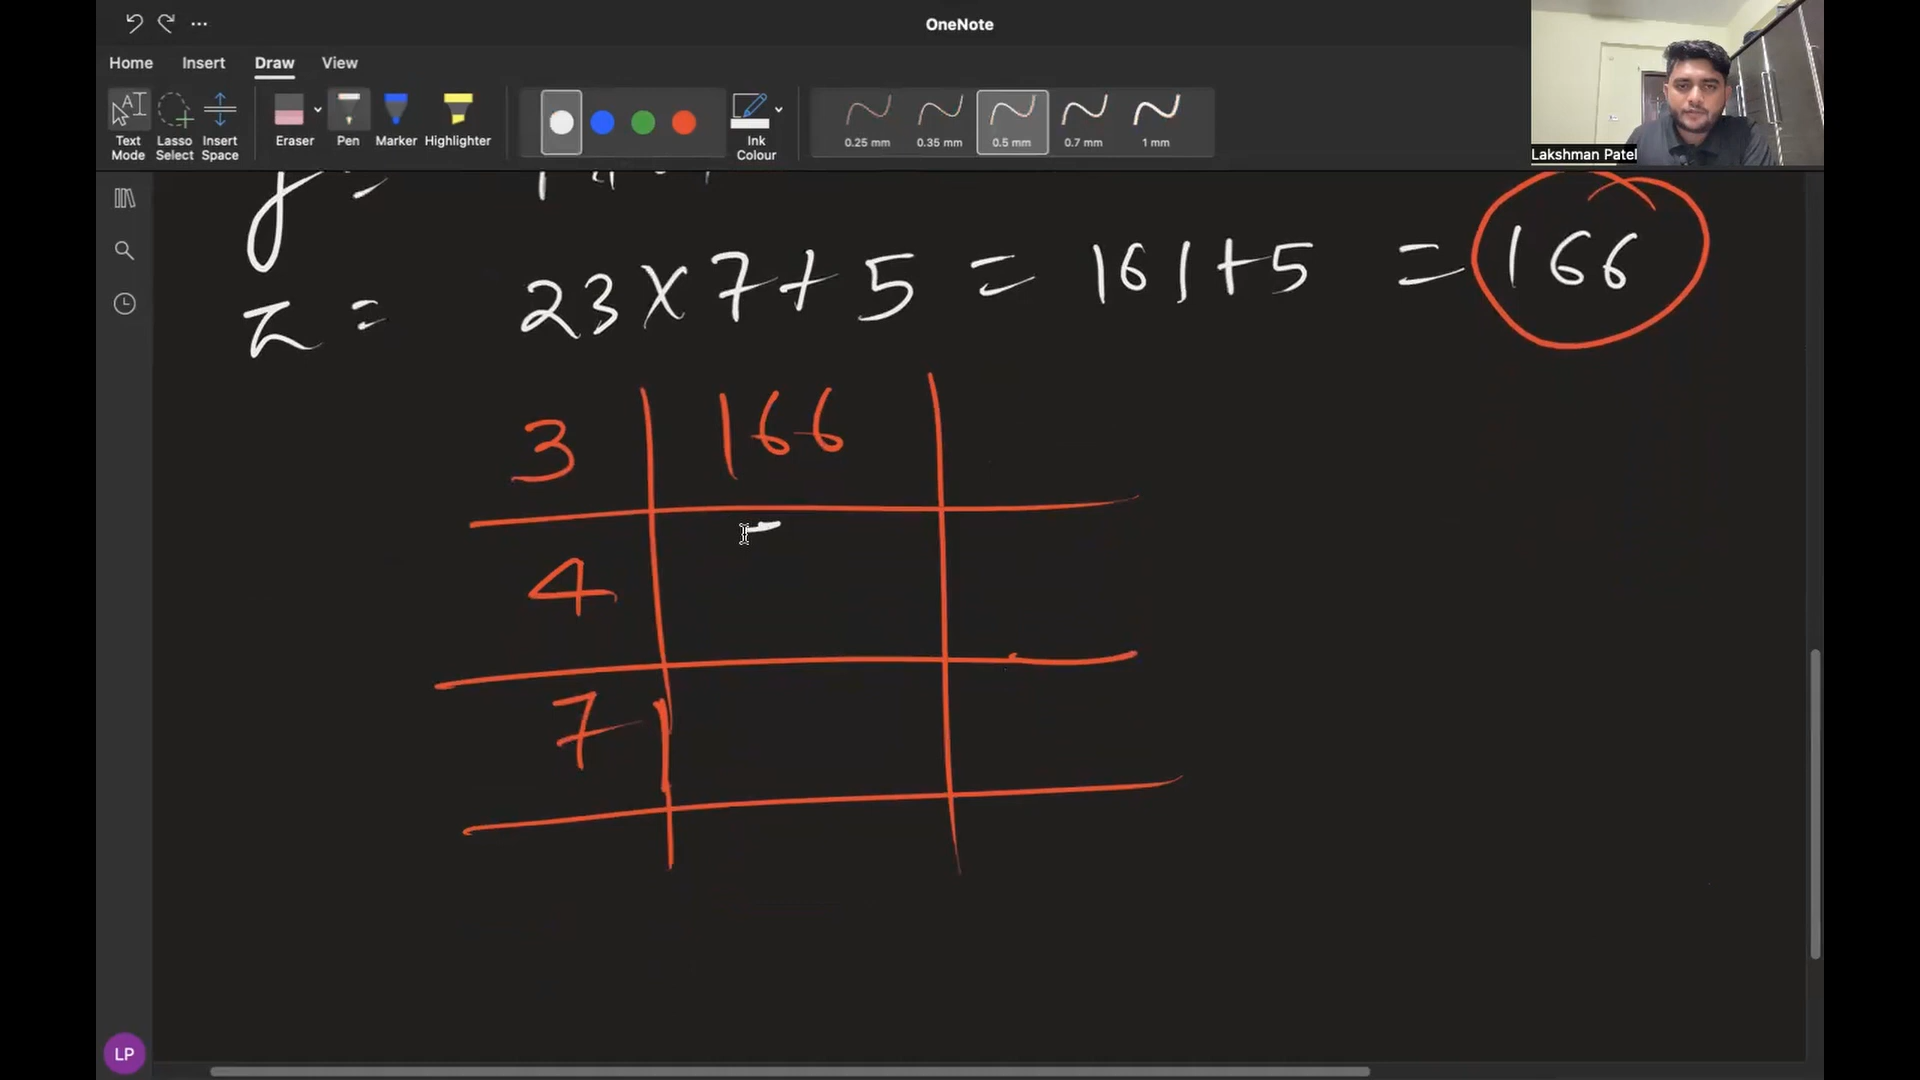 OneNote
Home Insert Draw View
Text Mode
Lasso Select
Insert Space
Eraser
Pen
Marker
Highlighter
Ink Colour
0.25 mm 0.35 mm 0.5 mm 0.7 mm 1 mm
Lakshman Patel
z = 23 x 7 + 5 = 161 + 5 = 166
3 166
4
7
LP